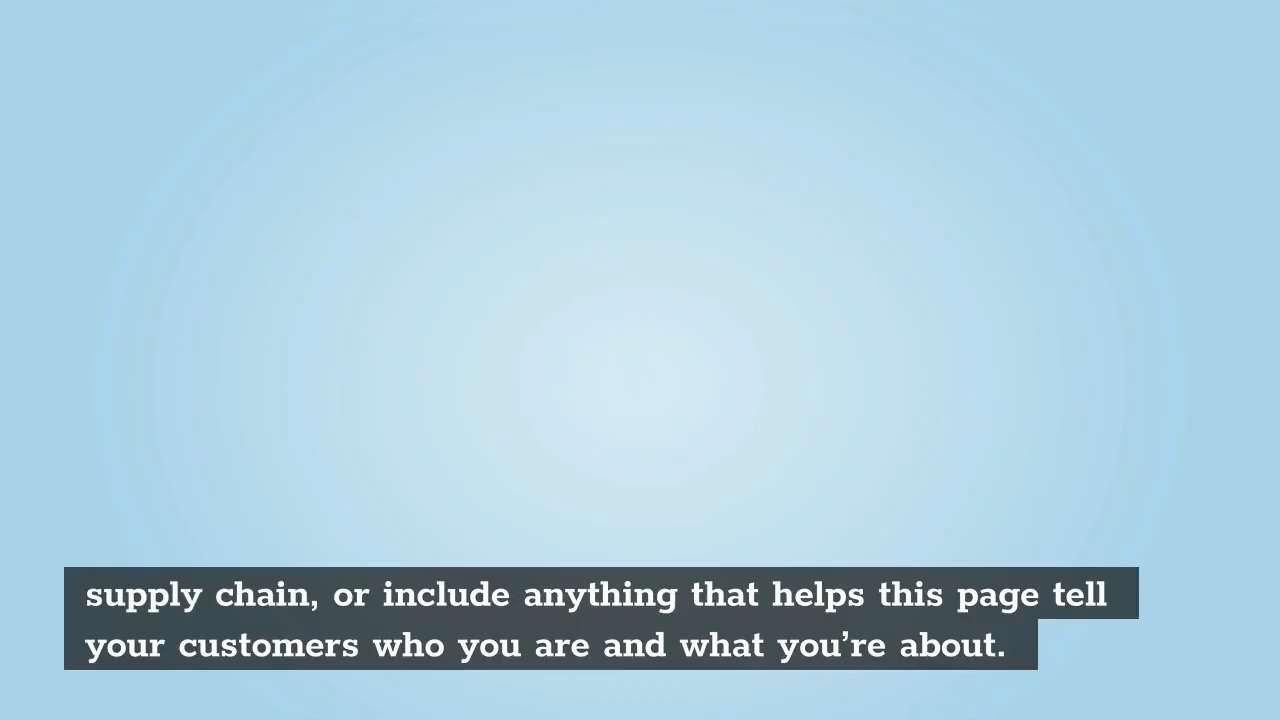 supply chain, or include anything that helps this page tell
your customers who you are and what you’re about.